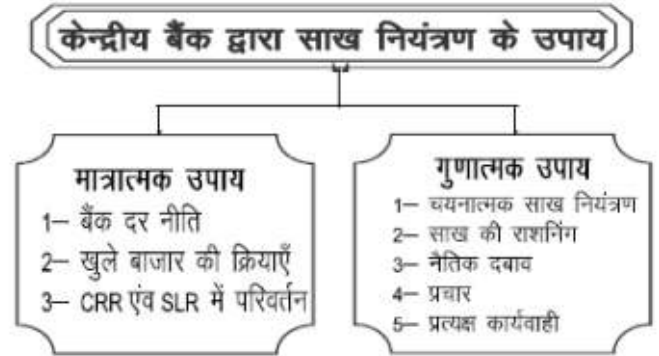 केन्द्रीय बैंक द्वारा साख नियंत्रण के उपाय
मात्रात्मक उपाय
1– बैंक दर नीति
2– खुले बाजार की क्रियाएँ
3– CRR एंव SLR में परिवर्तन
गुणात्मक उपाय
1– चयनात्मक साख नियंत्रण
2– साख की राशनिंग
3– नैतिक दबाव
4– प्रचार
5– प्रत्यक्ष कार्यवाही